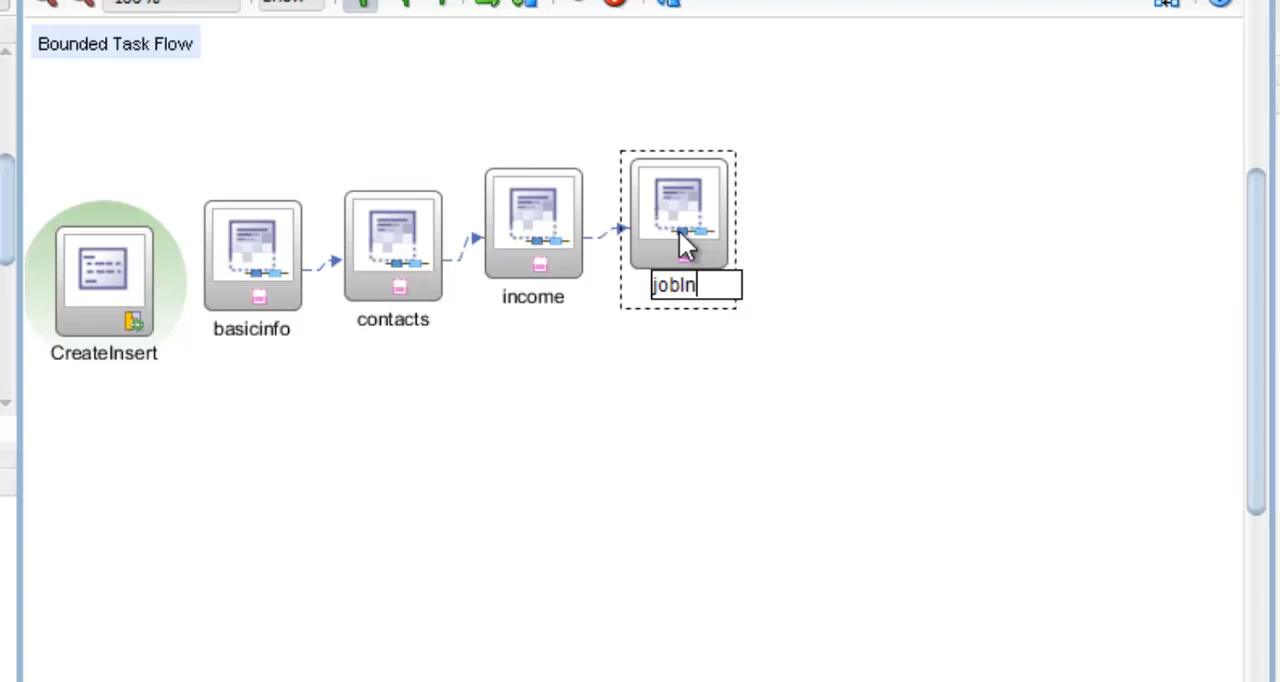 Bounded Task Flow
CreateInsert
basicinfo
contacts
income
jobIn